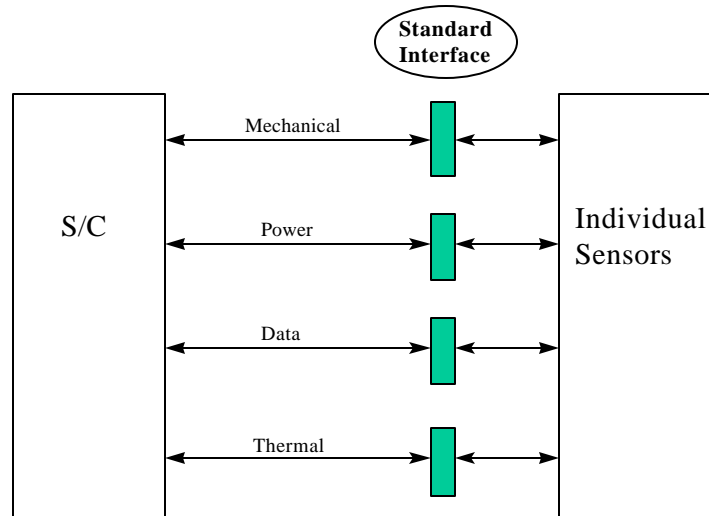 Standard
Interface
Mechanical
S/C
Power
Individual
Sensors
Data
Thermal